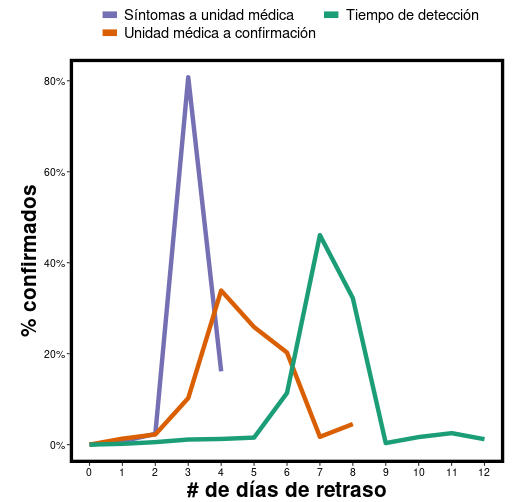 Síntomas a unidad médica
Tiempo de detección
Unidad médica a confirmación
% confirmados
80%
60%
40%
20%
0%
0 1 2 3 4 5 6 7 8 9 10 11 12
# de días de retraso